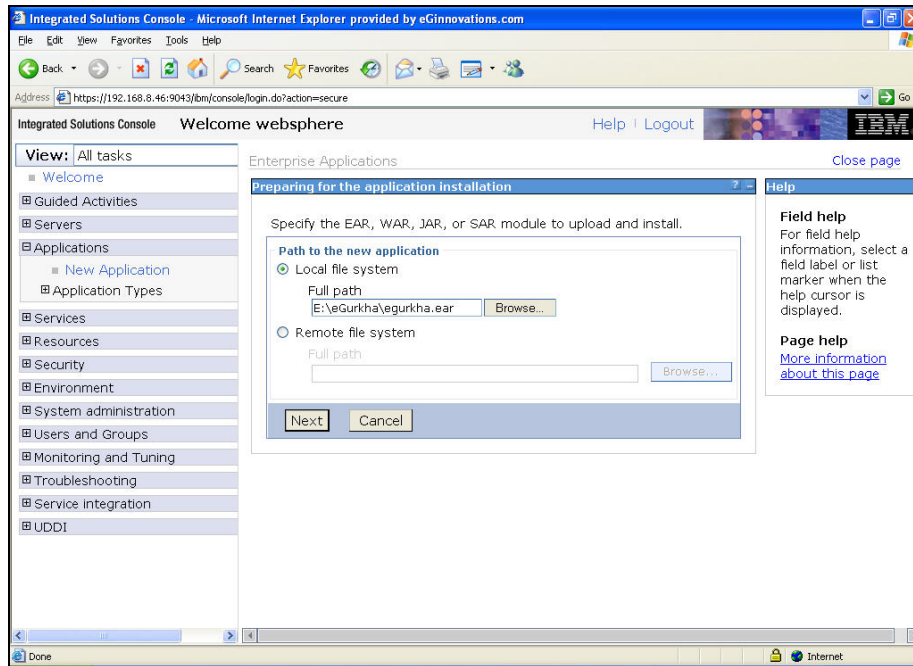 Integrated Solutions Console - Microsoft Internet Explorer provided by eGinnovations.com
File Edit View Favorites Tools Help
Back Search Favorites
Address https://192.168.8.46:9043/ibm/console/login.do?action=secure Go
Integrated Solutions Console Welcome websphere Help Logout IBM
View: All tasks
Welcome
Guided Activities
Servers
Applications
New Application
Application Types
Services
Resources
Security
Environment
System administration
Users and Groups
Monitoring and Tuning
Troubleshooting
Service integration
UDDI
Enterprise Applications Close page
Preparing for the application installation ? -
Specify the EAR, WAR, JAR, or SAR module to upload and install.
Path to the new application
Local file system
Full path
E:\eGurkha\egurkha.ear Browse...
Remote file system
Full path
Browse...
Next Cancel
Help
Field help
For field help
information, select a
field label or list
marker when the
help cursor is
displayed.
Page help
More information
about this page
Done Internet